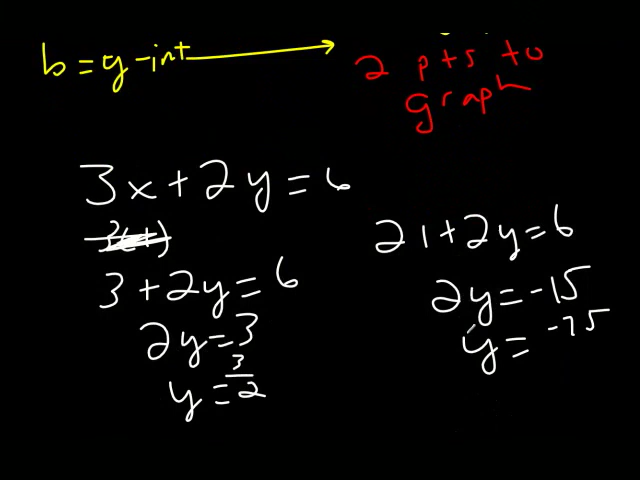 b = y-int
2 pts to
graph
3x + 2y = 6
3 + 2y = 6
2y = 3
y = 3/2
21 + 2y = 6
2y = -15
y = -7.5